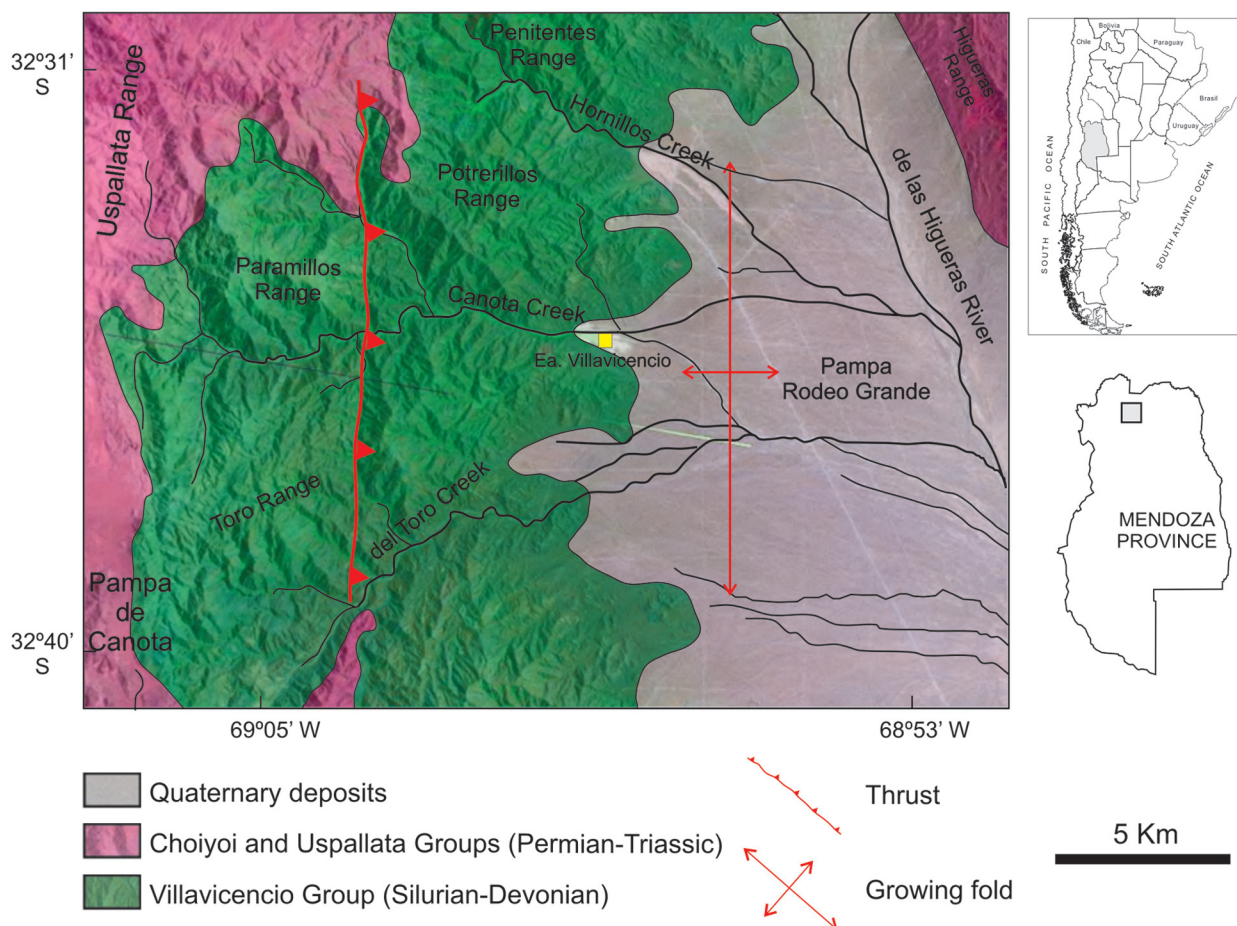 32º31'
S
Uspallata Range
Penitentes
Range
Hornillos Creek
Higueras
Range
Potrerillos
Range
de las Higueras River
Paramillos
Range
Canota Creek
Ea. Villavicencio
Pampa
Rodeo Grande
Toro Range
del Toro Creek
Pampa
de
Canota
32º40'
S
69º05' W
68º53' W
Bolivia
Chile
Paraguay
Brasil
Uruguay
SOUTH PACIFIC OCEAN
SOUTH ATLANTIC OCEAN
MENDOZA
PROVINCE
Quaternary deposits
Choiyoi and Uspallata Groups (Permian-Triassic)
Villavicencio Group (Silurian-Devonian)
Thrust
Growing fold
5 Km